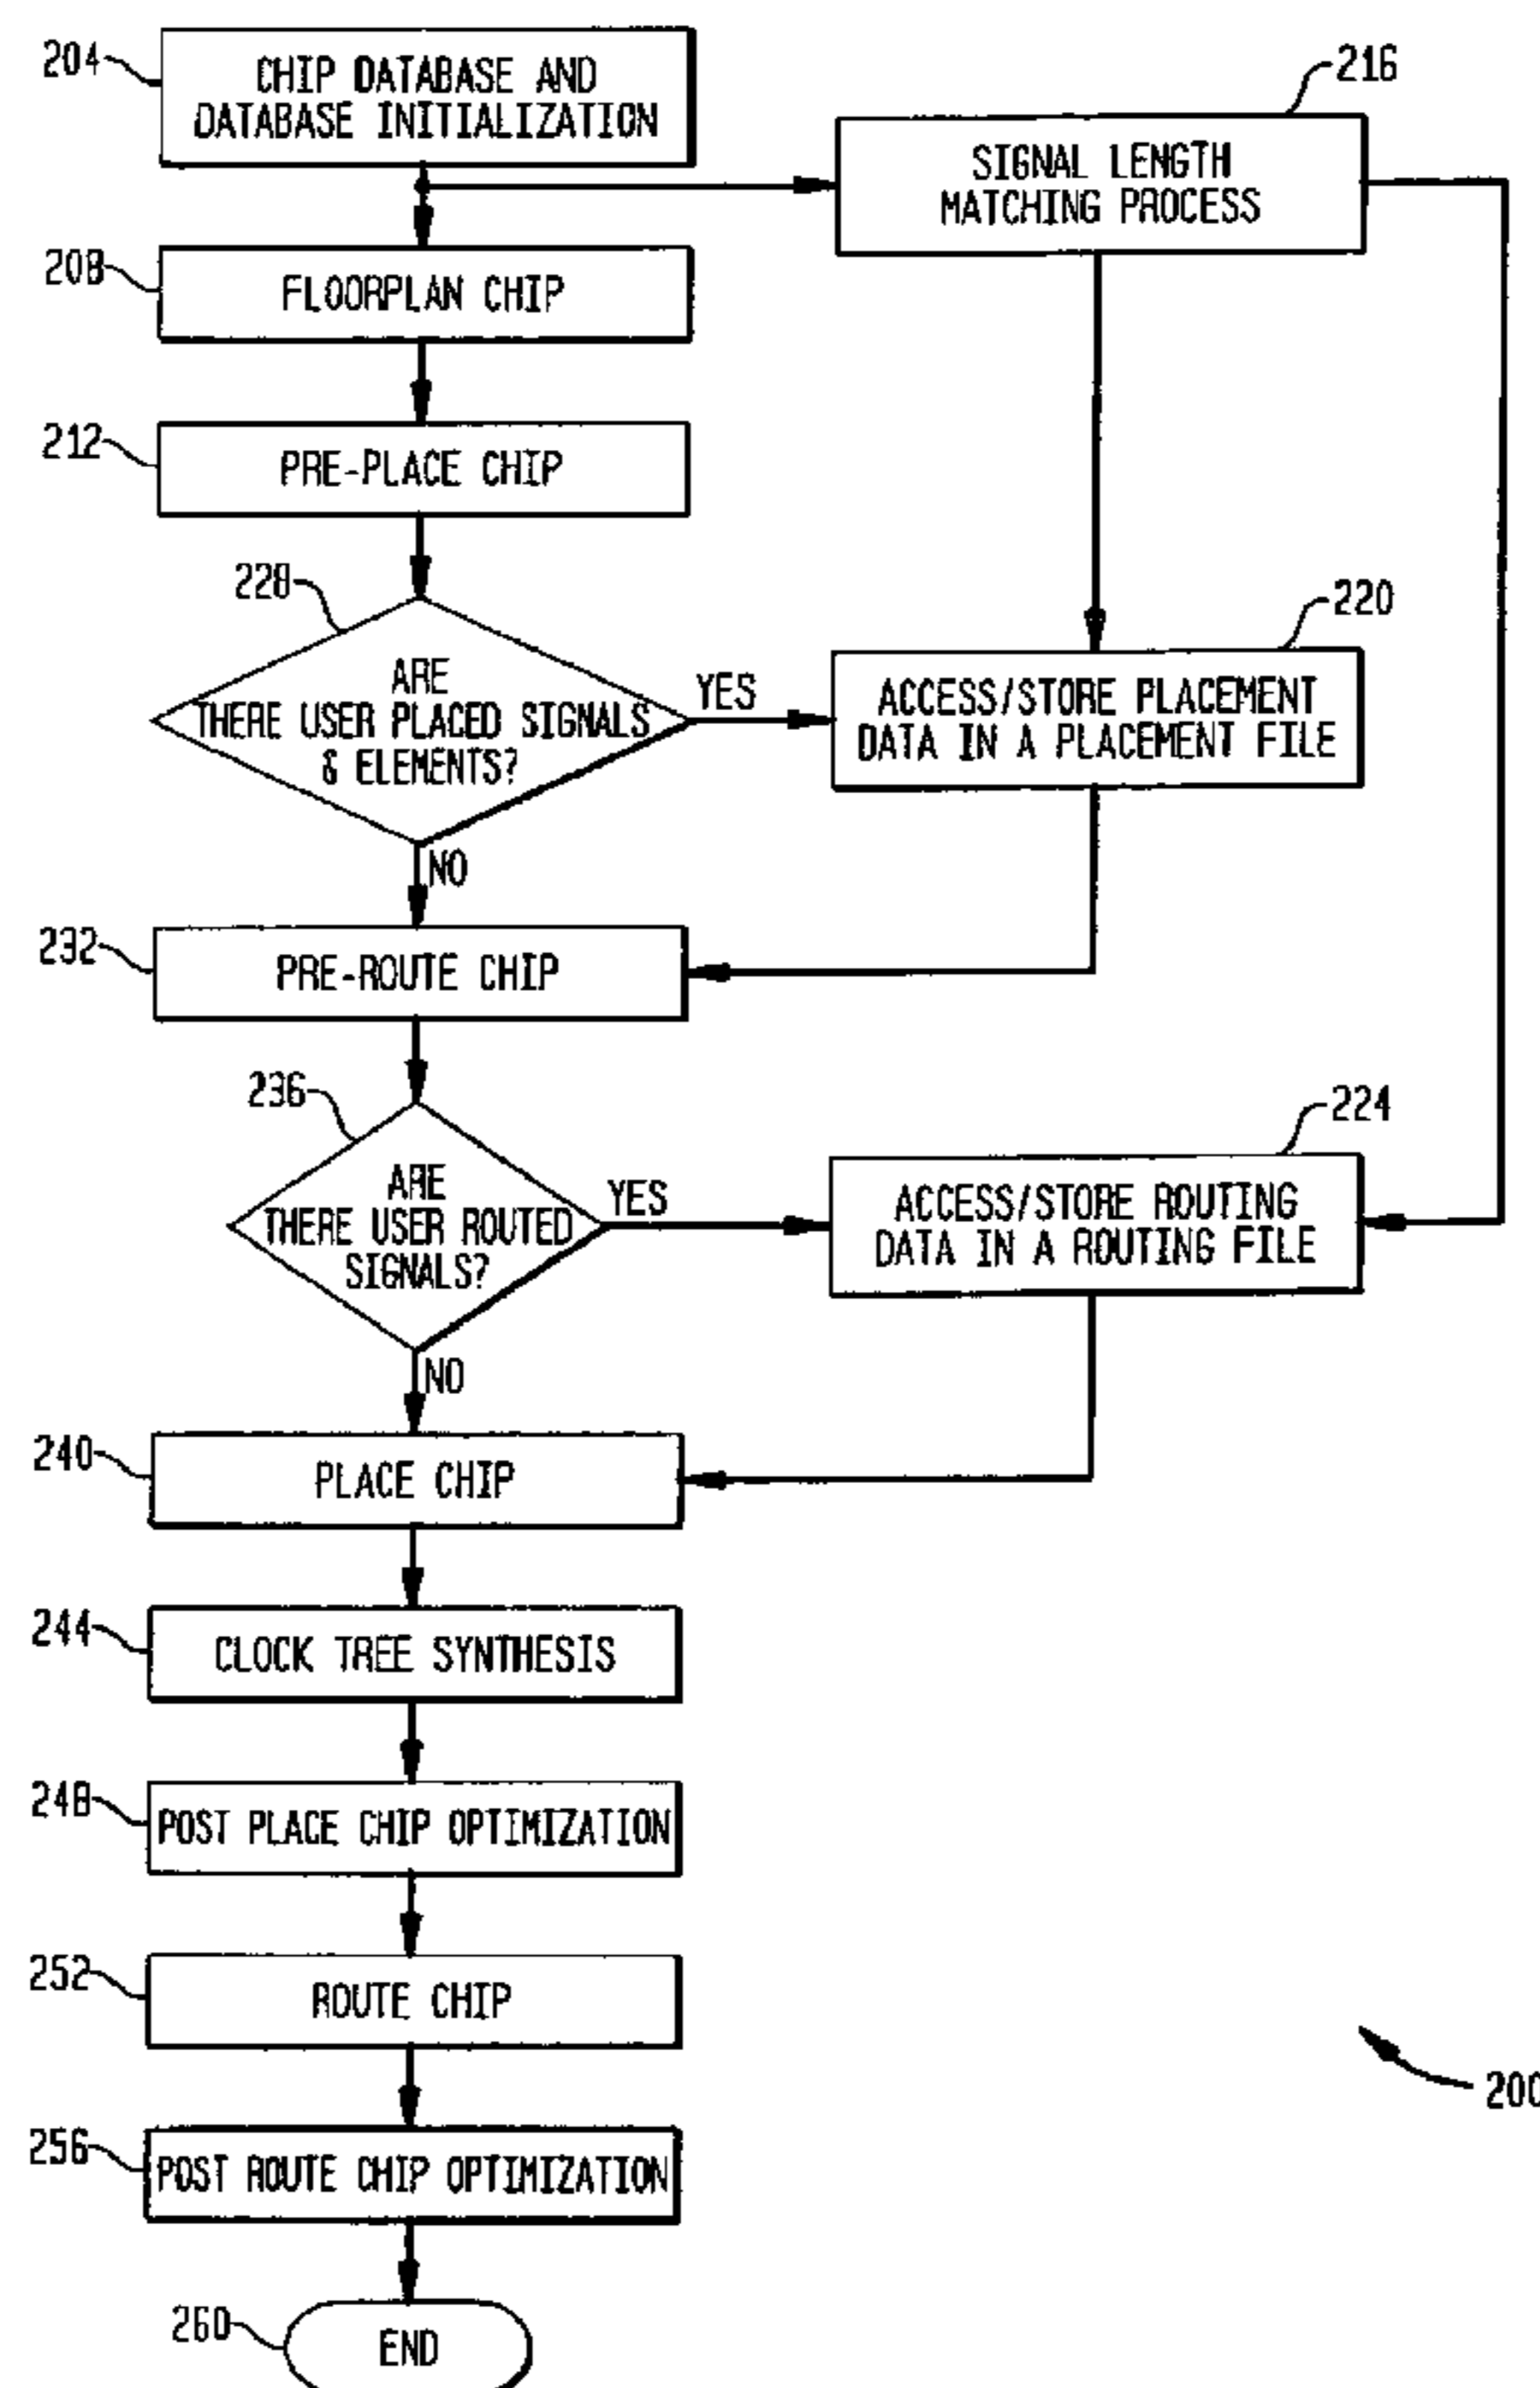 204
CHIP DATABASE AND
DATABASE INITIALIZATION
216
SIGNAL LENGTH
MATCHING PROCESS
208
FLOORPLAN CHIP
212
PRE-PLACE CHIP
228
ARE
THERE USER PLACED SIGNALS
& ELEMENTS?
YES
220
ACCESS/STORE PLACEMENT
DATA IN A PLACEMENT FILE
NO
232
PRE-ROUTE CHIP
236
ARE
THERE USER ROUTED
SIGNALS?
YES
224
ACCESS/STORE ROUTING
DATA IN A ROUTING FILE
NO
240
PLACE CHIP
244
CLOCK TREE SYNTHESIS
248
POST PLACE CHIP OPTIMIZATION
252
ROUTE CHIP
200
256
POST ROUTE CHIP OPTIMIZATION
260
END